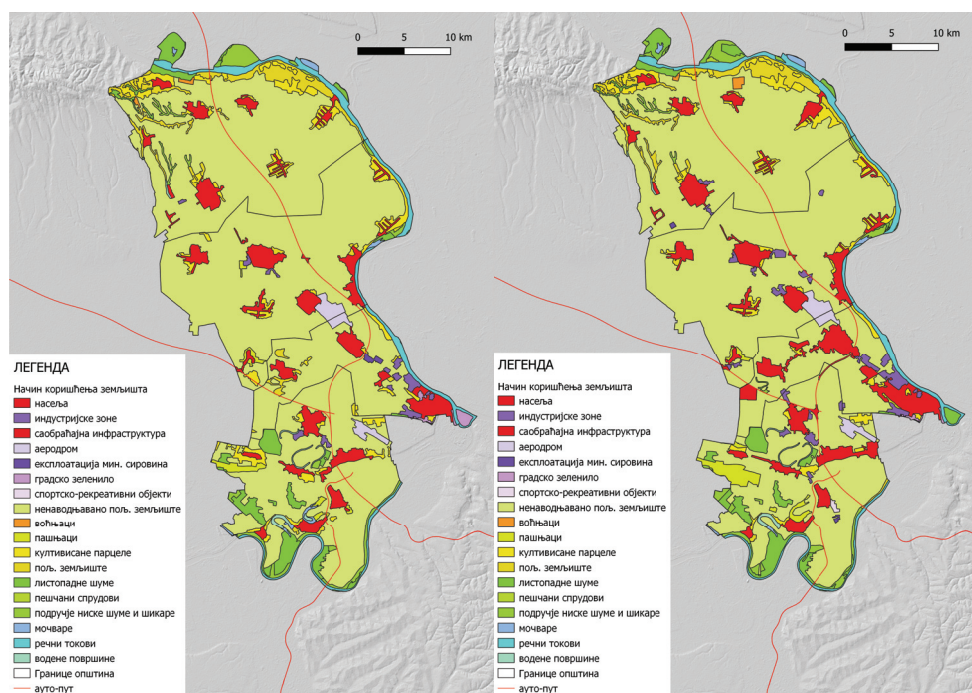 0 5 10 km
ЛЕГЕНДА
Начин коришћења земљишта
насеља
индустријске зоне
саобраћајна инфраструктура
аеродром
експлоатација мин. сировина
градско зеленило
спортско-рекреативни објекти
ненаводњавано пољ. земљиште
воћњаци
пашњаци
култивисане парцеле
пољ. земљиште
листопадне шуме
пешчани спрудови
подручје ниске шуме и шикаре
мочваре
речни токови
водене површине
Границе општина
ауто-пут
0 5 10 km
ЛЕГЕНДА
Начин коришћења земљишта
насеља
индустријске зоне
саобраћајна инфраструктура
аеродром
експлоатација мин. сировина
градско зеленило
спортско-рекреативни објекти
ненаводњавано пољ. земљиште
воћњаци
пашњаци
култивисане парцеле
пољ. земљиште
листопадне шуме
пешчани спрудови
подручје ниске шуме и шикаре
мочваре
речни токови
водене површине
Границе општина
ауто-пут